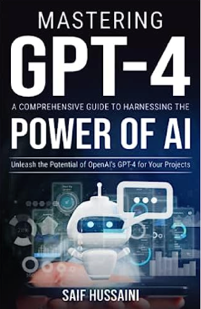 MASTERING
GPT-4
A COMPREHENSIVE GUIDE TO HARNESSING THE
POWER OF AI
Unleash the Potential of OpenAI's GPT-4 for Your Projects
SAIF HUSSAINI